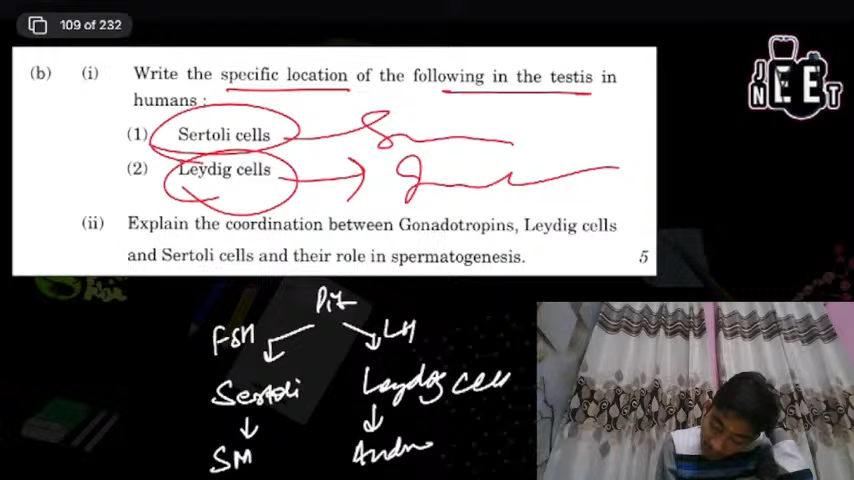 109 of 232
(b) (i) Write the specific location of the following in the testis in
humans :
(1) Sertoli cells
(2) Leydig cells
(ii) Explain the coordination between Gonadotropins, Leydig cells
and Sertoli cells and their role in spermatogenesis. 5
J NEET
Pit
FSH LH
Sertoli Leydog cell
SM Andro